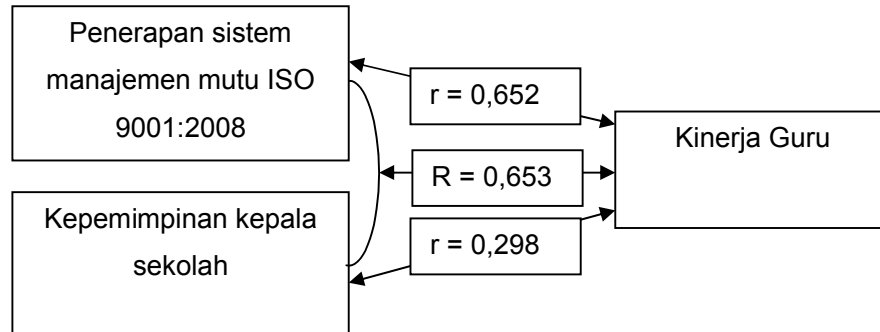 Penerapan sistem
manajemen mutu ISO
9001:2008
r = 0,652
Kinerja Guru
R = 0,653
Kepemimpinan kepala
sekolah
r = 0,298